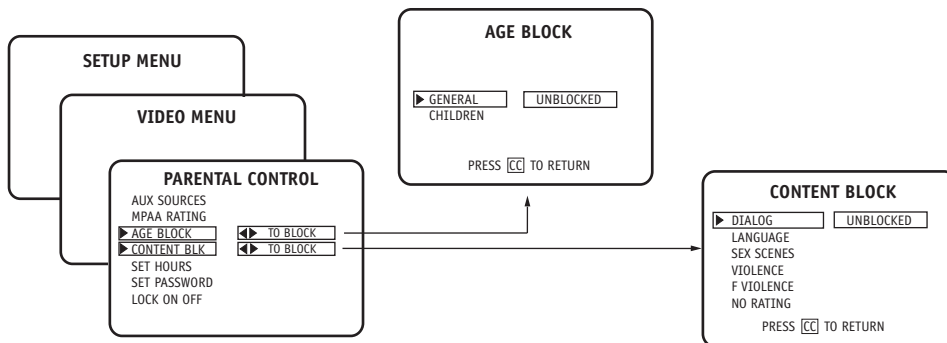 SETUP MENU
VIDEO MENU
PARENTAL CONTROL
AUX SOURCES
MPAA RATING
AGE BLOCK TO BLOCK
CONTENT BLK TO BLOCK
SET HOURS
SET PASSWORD
LOCK ON OFF
AGE BLOCK
GENERAL UNBLOCKED
CHILDREN
PRESS CC TO RETURN
CONTENT BLOCK
DIALOG UNBLOCKED
LANGUAGE
SEX SCENES
VIOLENCE
F VIOLENCE
NO RATING
PRESS CC TO RETURN